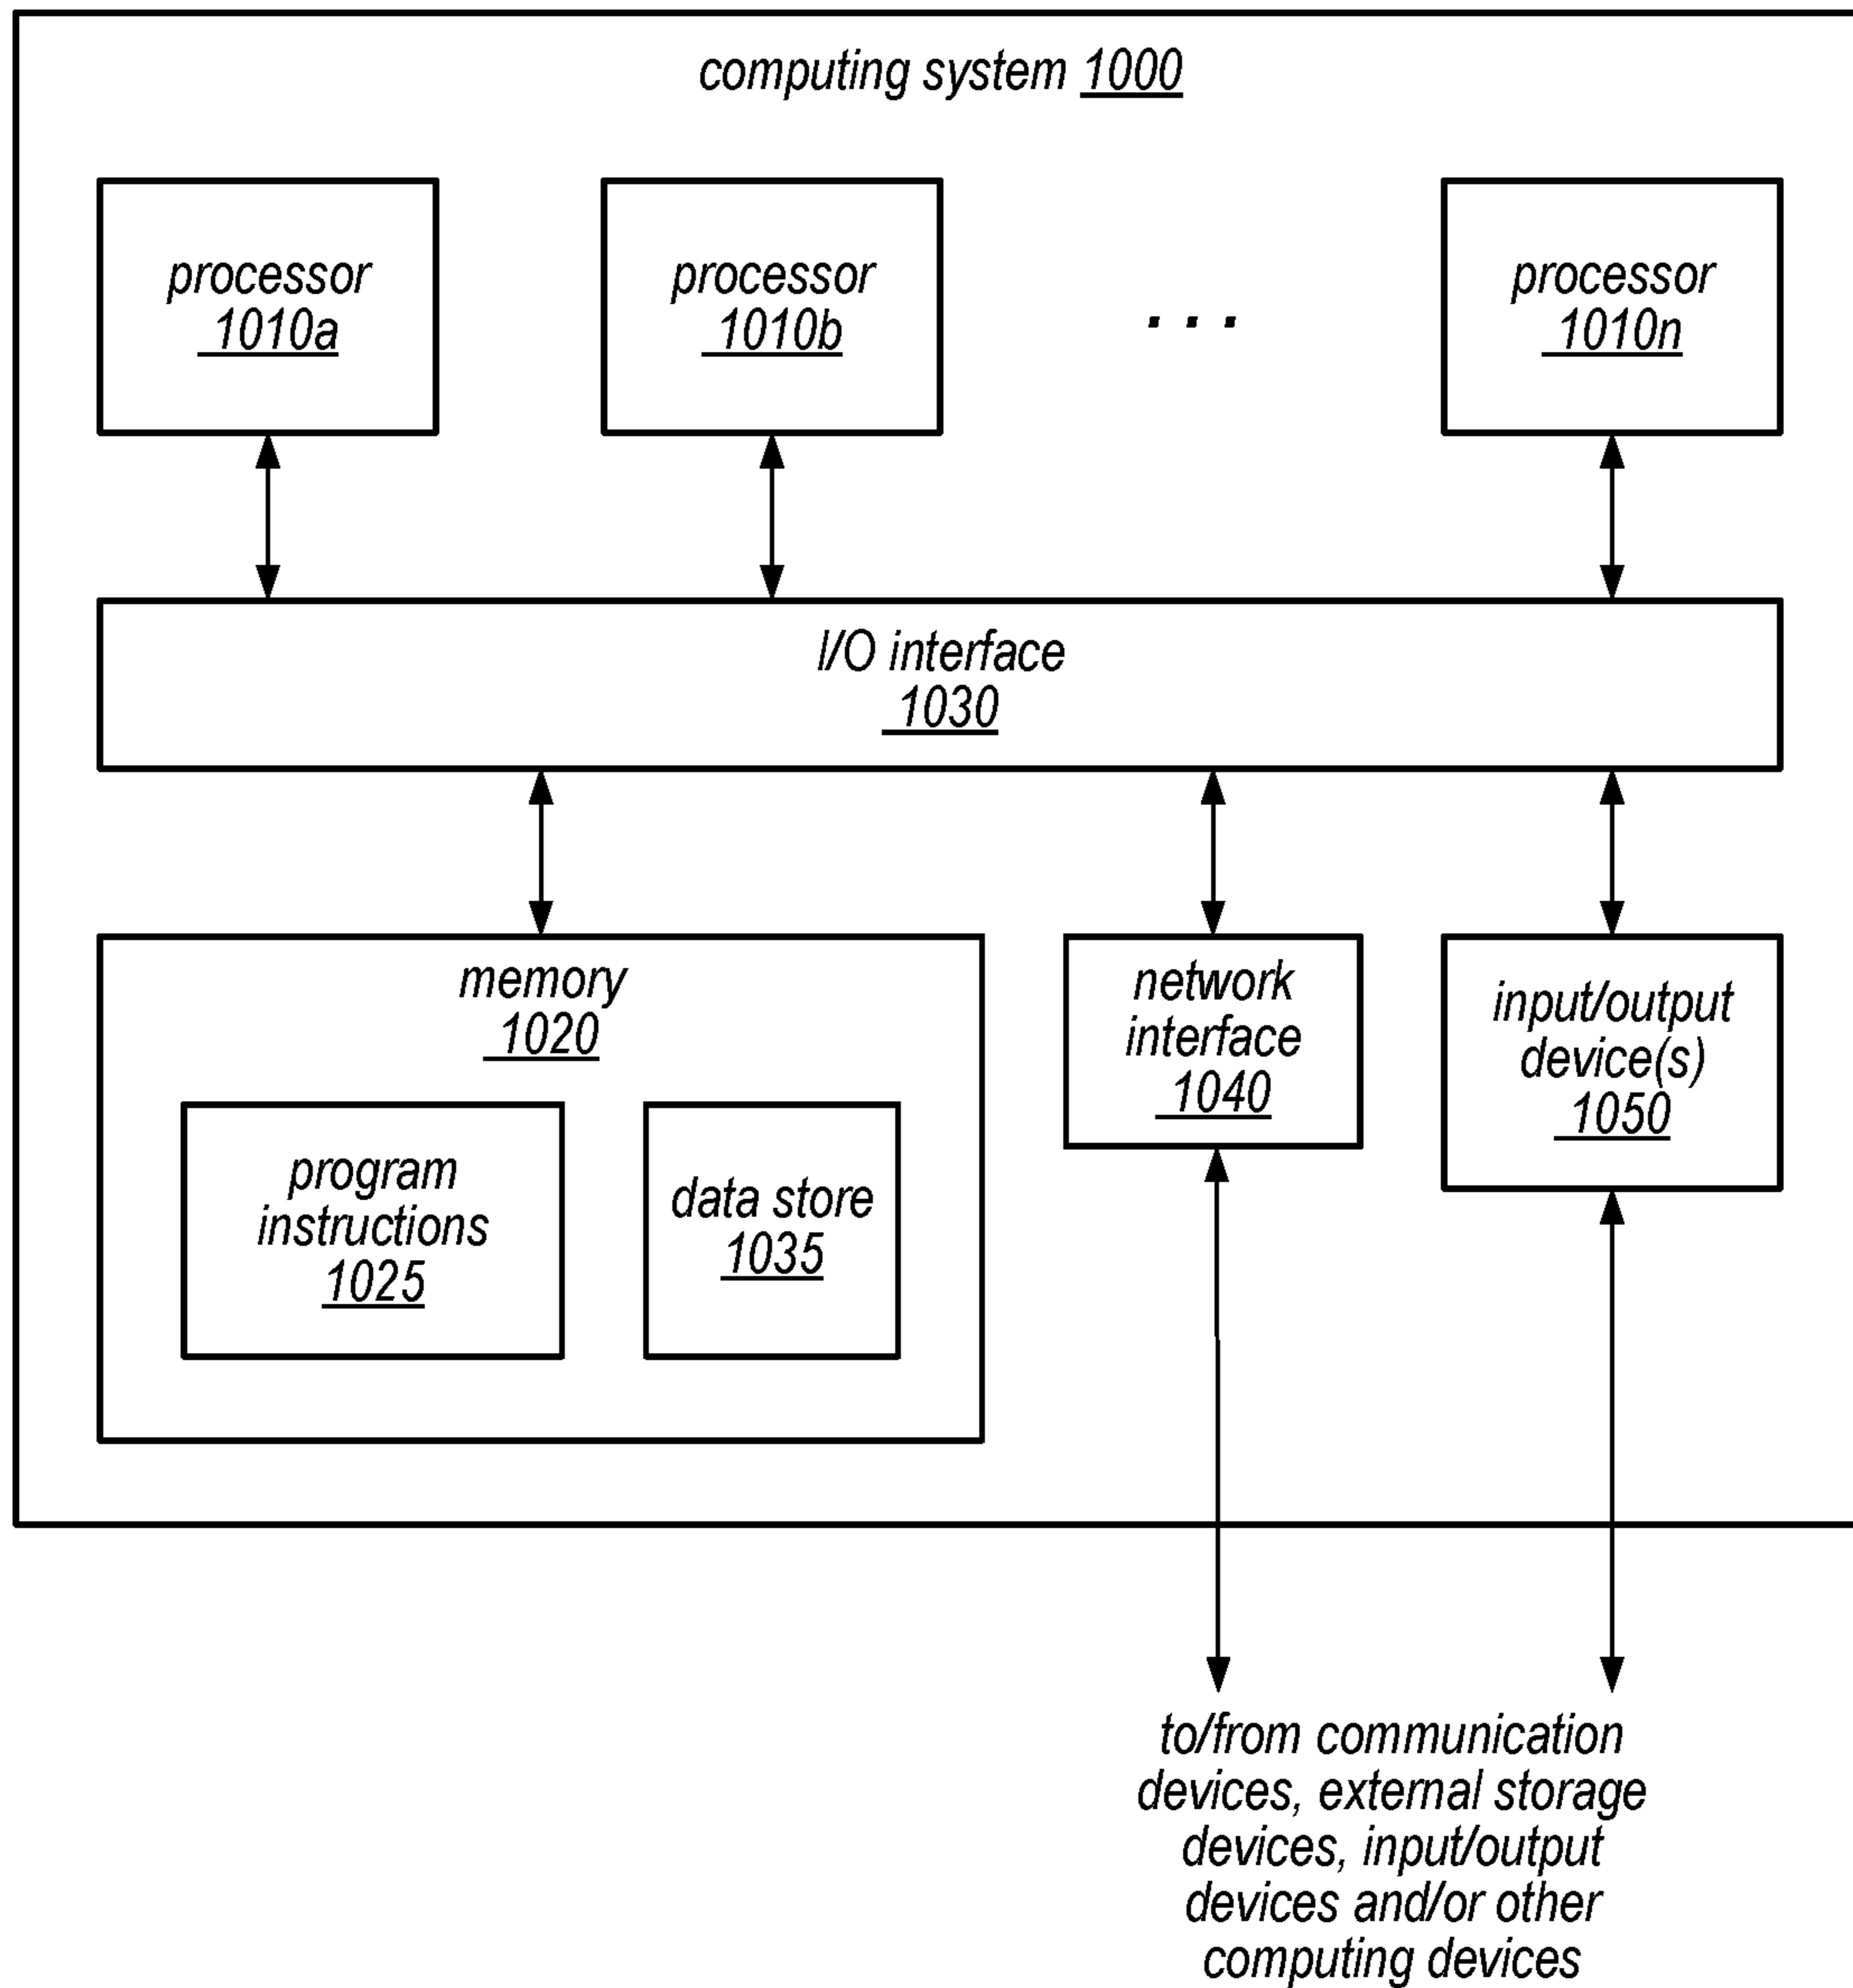 computing system 1000
processor
1010a
processor
1010b
. . .
processor
1010n
I/O interface
1030
memory
1020
program
instructions
1025
data store
1035
network
interface
1040
input/output
device(s)
1050
to/from communication
devices, external storage
devices, input/output
devices and/or other
computing devices